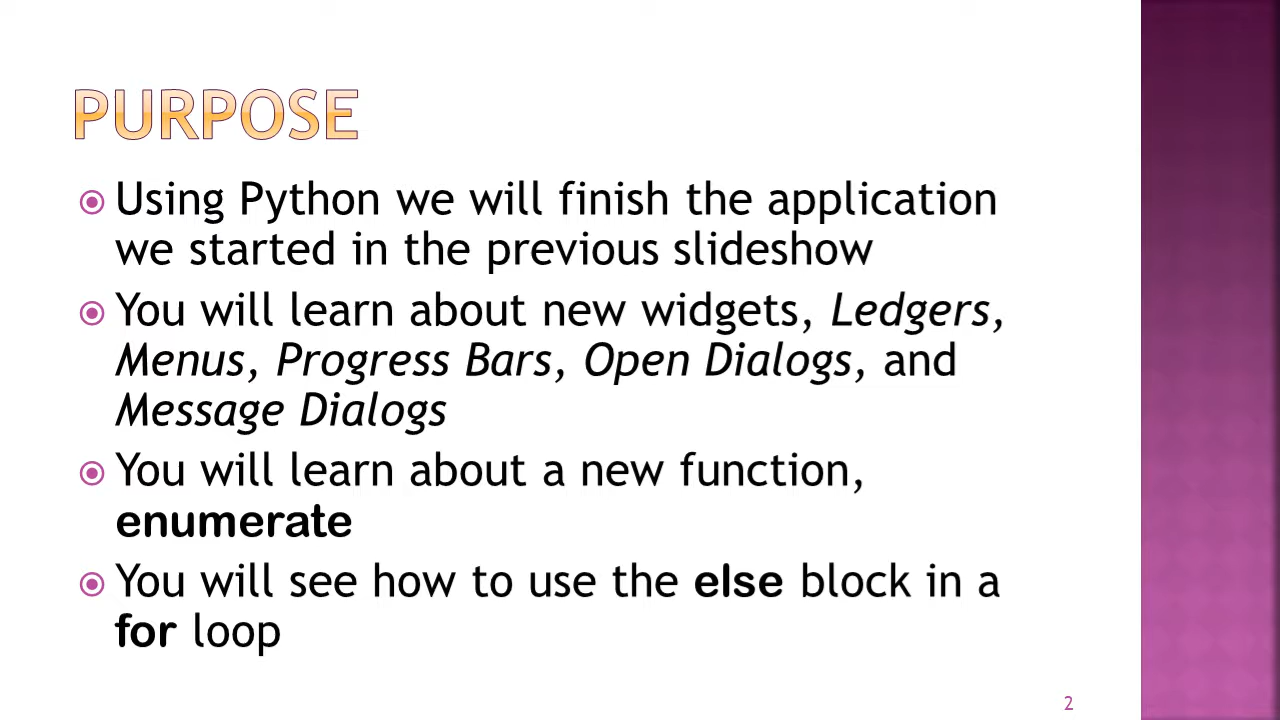 PURPOSE
Using Python we will finish the application
we started in the previous slideshow
You will learn about new widgets, Ledgers,
Menus, Progress Bars, Open Dialogs, and
Message Dialogs
You will learn about a new function,
enumerate
You will see how to use the else block in a
for loop
2